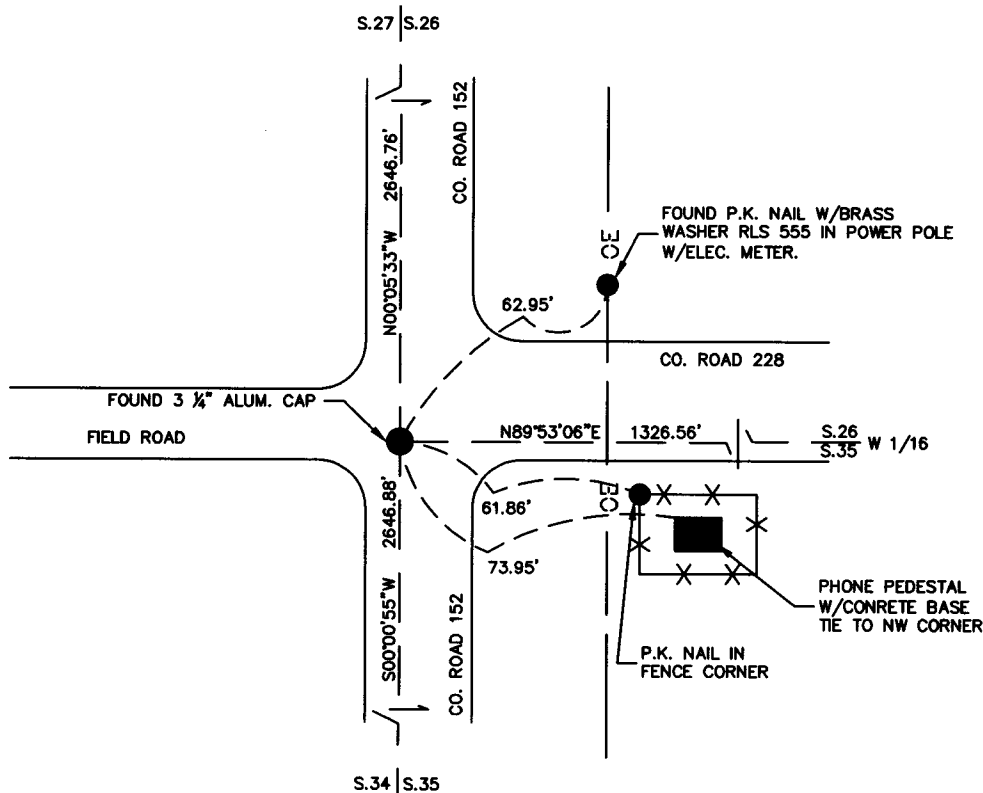 S.27 S.26
N00°05'33"W 2646.76'
CO. ROAD 152
OE
FOUND P.K. NAIL W/BRASS
WASHER RLS 555 IN POWER POLE
W/ELEC. METER.
62.95'
CO. ROAD 228
FOUND 3 ¼" ALUM. CAP
FIELD ROAD
N89°53'06"E 1326.56'
S.26
S.35
W 1/16
61.86'
OE
73.95'
S00°00'55"W 2646.88'
CO. ROAD 152
PHONE PEDESTAL
W/CONRETE BASE
TIE TO NW CORNER
P.K. NAIL IN
FENCE CORNER
S.34 S.35